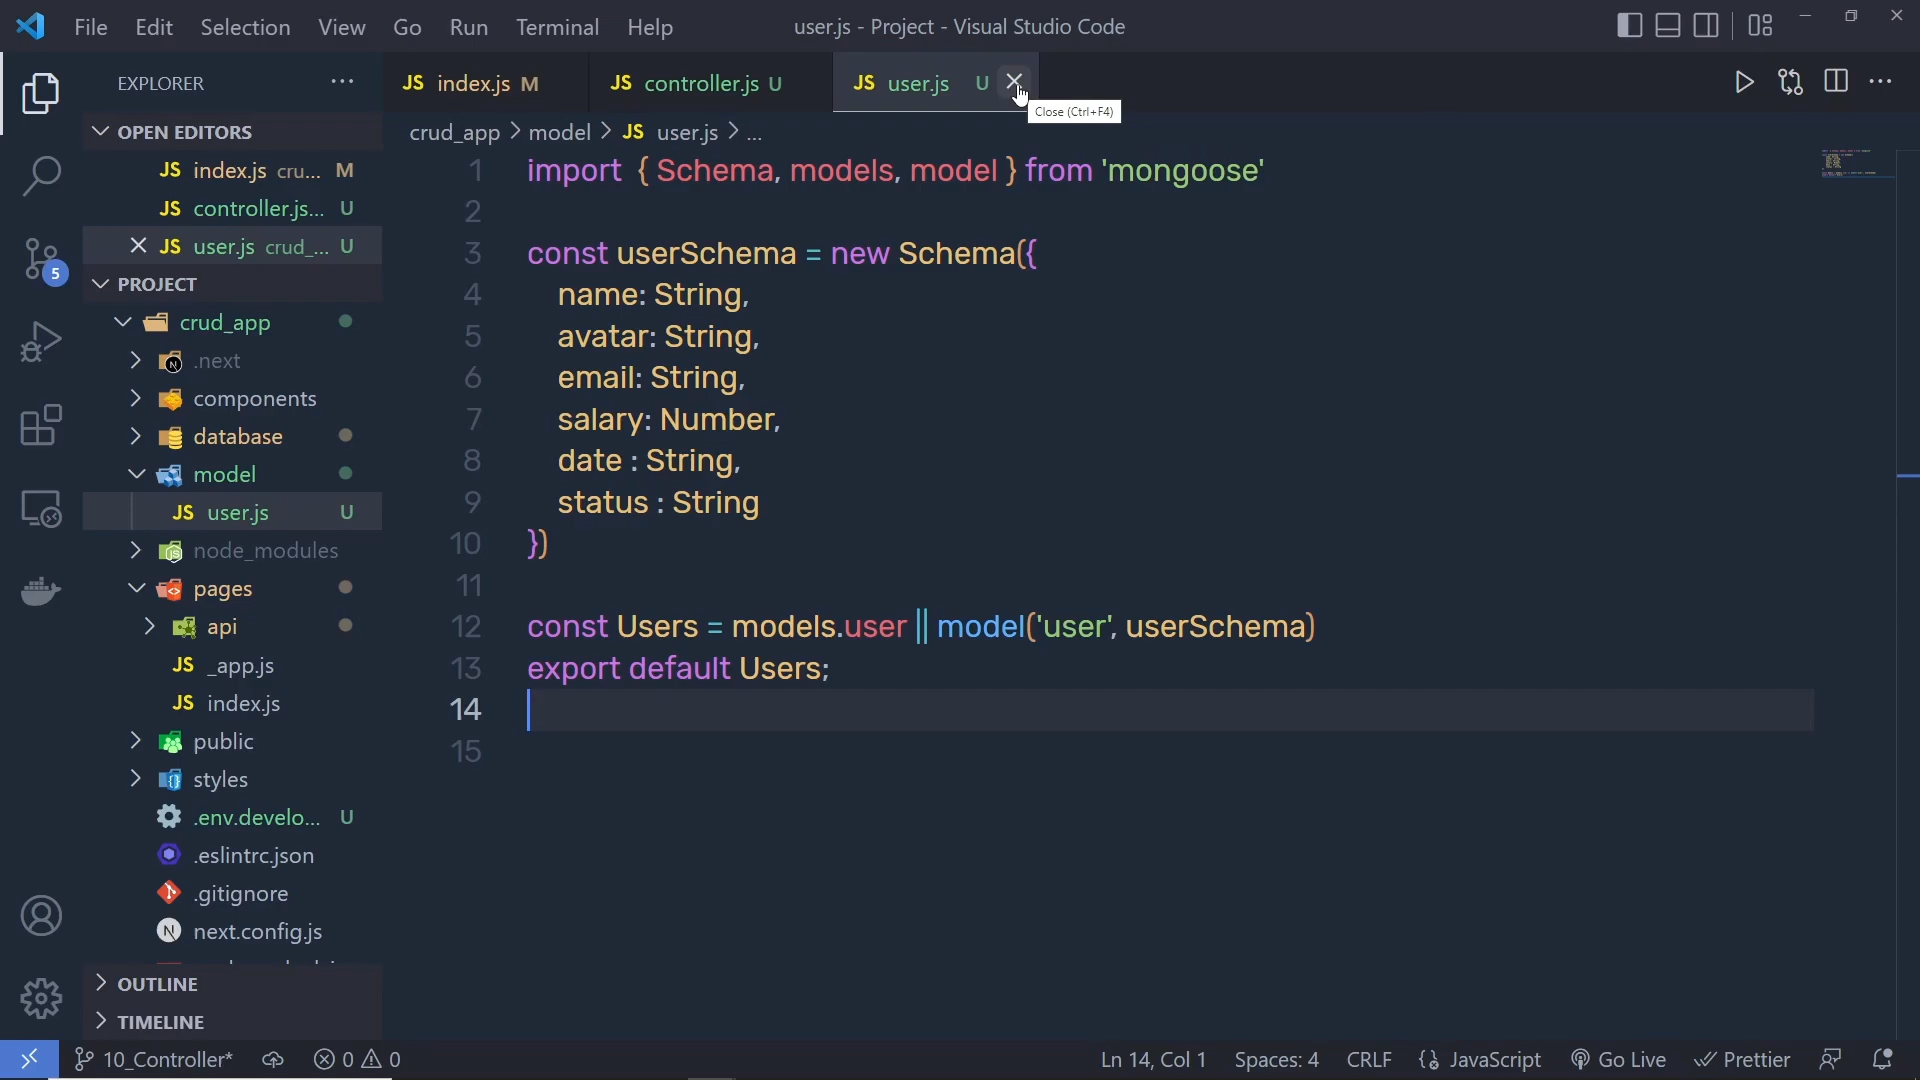 File Edit Selection View Go Run Terminal Help
user.js - Project - Visual Studio Code
EXPLORER
JS index.js M
JS controller.js U
JS user.js U
Close (Ctrl+F4)
OPEN EDITORS
JS index.js cru... M
JS controller.js... U
JS user.js crud_... U
PROJECT
crud_app
.next
components
database
model
JS user.js U
node_modules
pages
api
JS _app.js
JS index.js
public
styles
.env.develo... U
.eslintrc.json
.gitignore
next.config.js
OUTLINE
TIMELINE
5
crud_app > model > JS user.js > ...
1 import { Schema, models, model } from 'mongoose'
2
3 const userSchema = new Schema({
4 name: String,
5 avatar: String,
6 email: String,
7 salary: Number,
8 date : String,
9 status : String
10 })
11
12 const Users = models.user || model('user', userSchema)
13 export default Users;
14
15
10_Controller* 0 0
Ln 14, Col 1 Spaces: 4 CRLF {} JavaScript Go Live Prettier